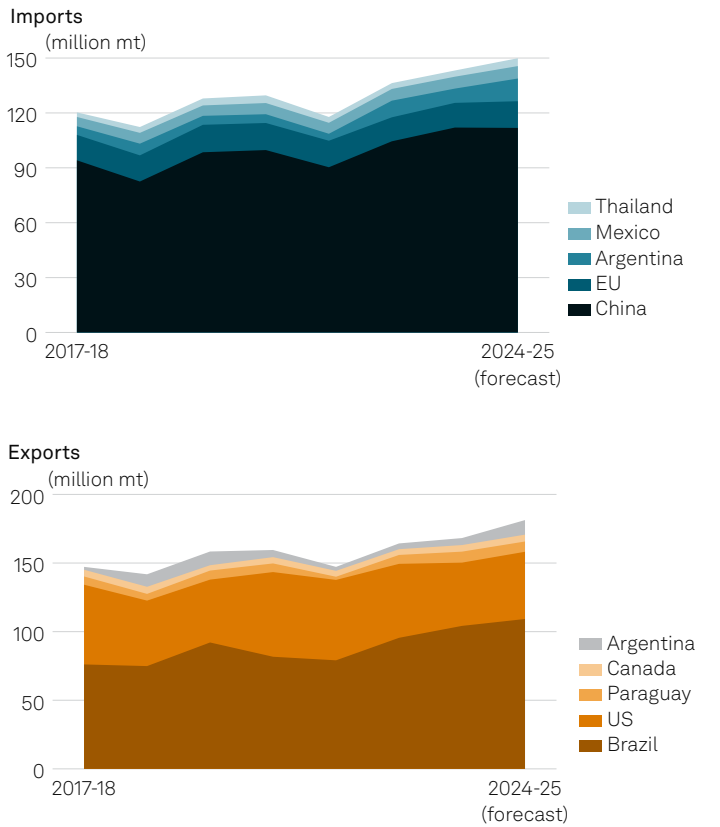 Imports
(million mt)
150
120
90
60
30
0
2017-18
2024-25
(forecast)
Thailand
Mexico
Argentina
EU
China
Exports
(million mt)
200
150
100
50
0
2017-18
2024-25
(forecast)
Argentina
Canada
Paraguay
US
Brazil